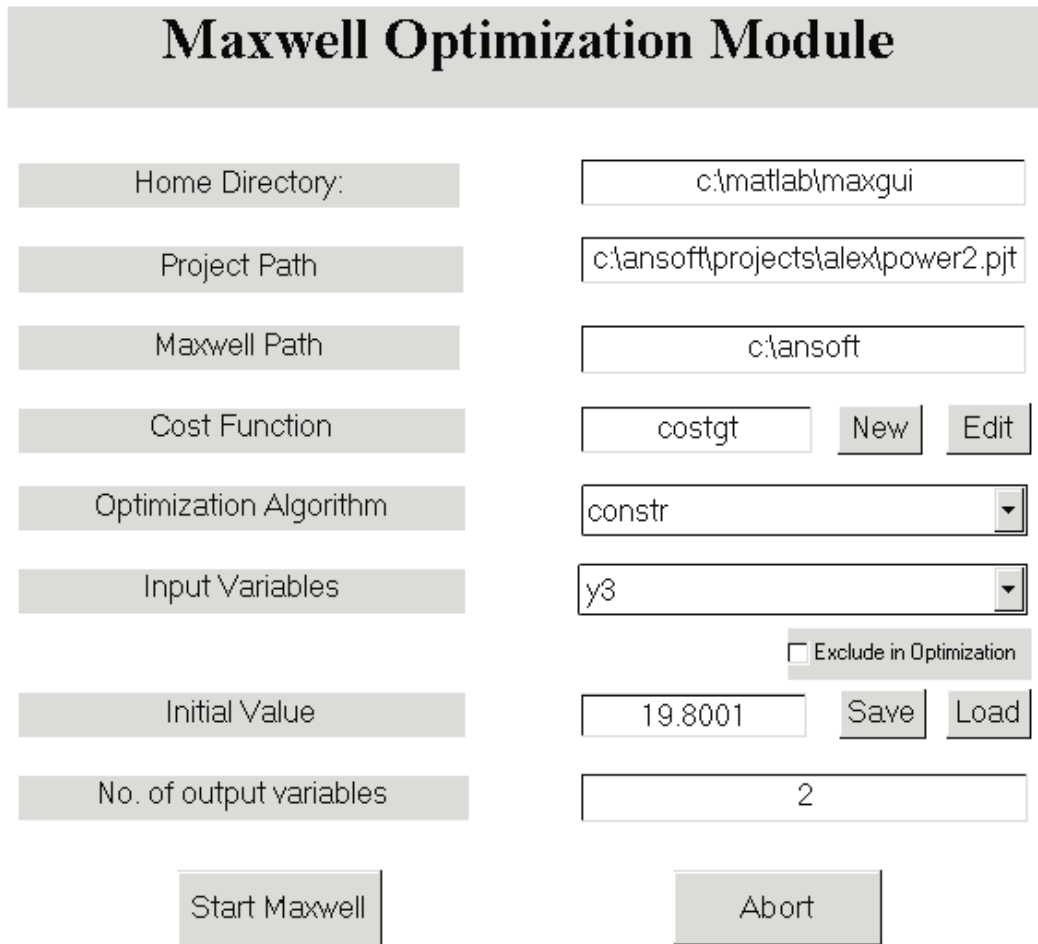 Maxwell Optimization Module
Home Directory: c:\matlab\maxgui
Project Path c:\ansoft\projects\alex\power2.pjt
Maxwell Path c:\ansoft
Cost Function costgt New Edit
Optimization Algorithm constr
Input Variables y3
Exclude in Optimization
Initial Value 19.8001 Save Load
No. of output variables 2
Start Maxwell Abort